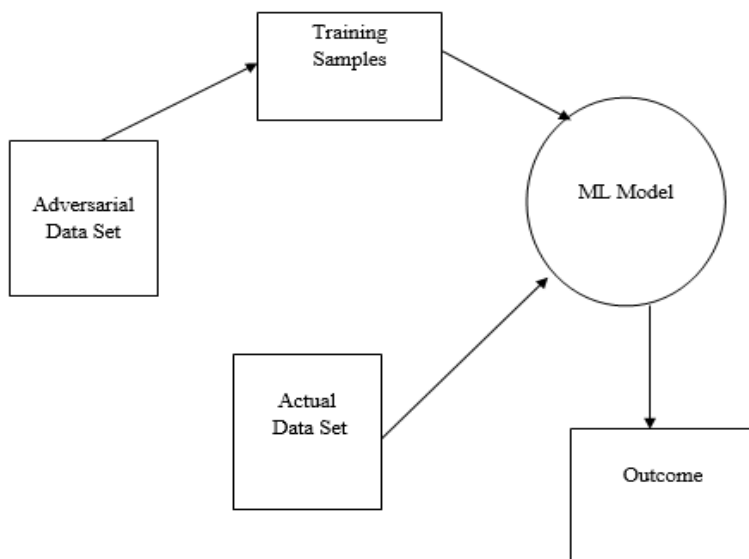 Training
Samples
ML Model
Adversarial
Data Set
Actual
Data Set
Outcome